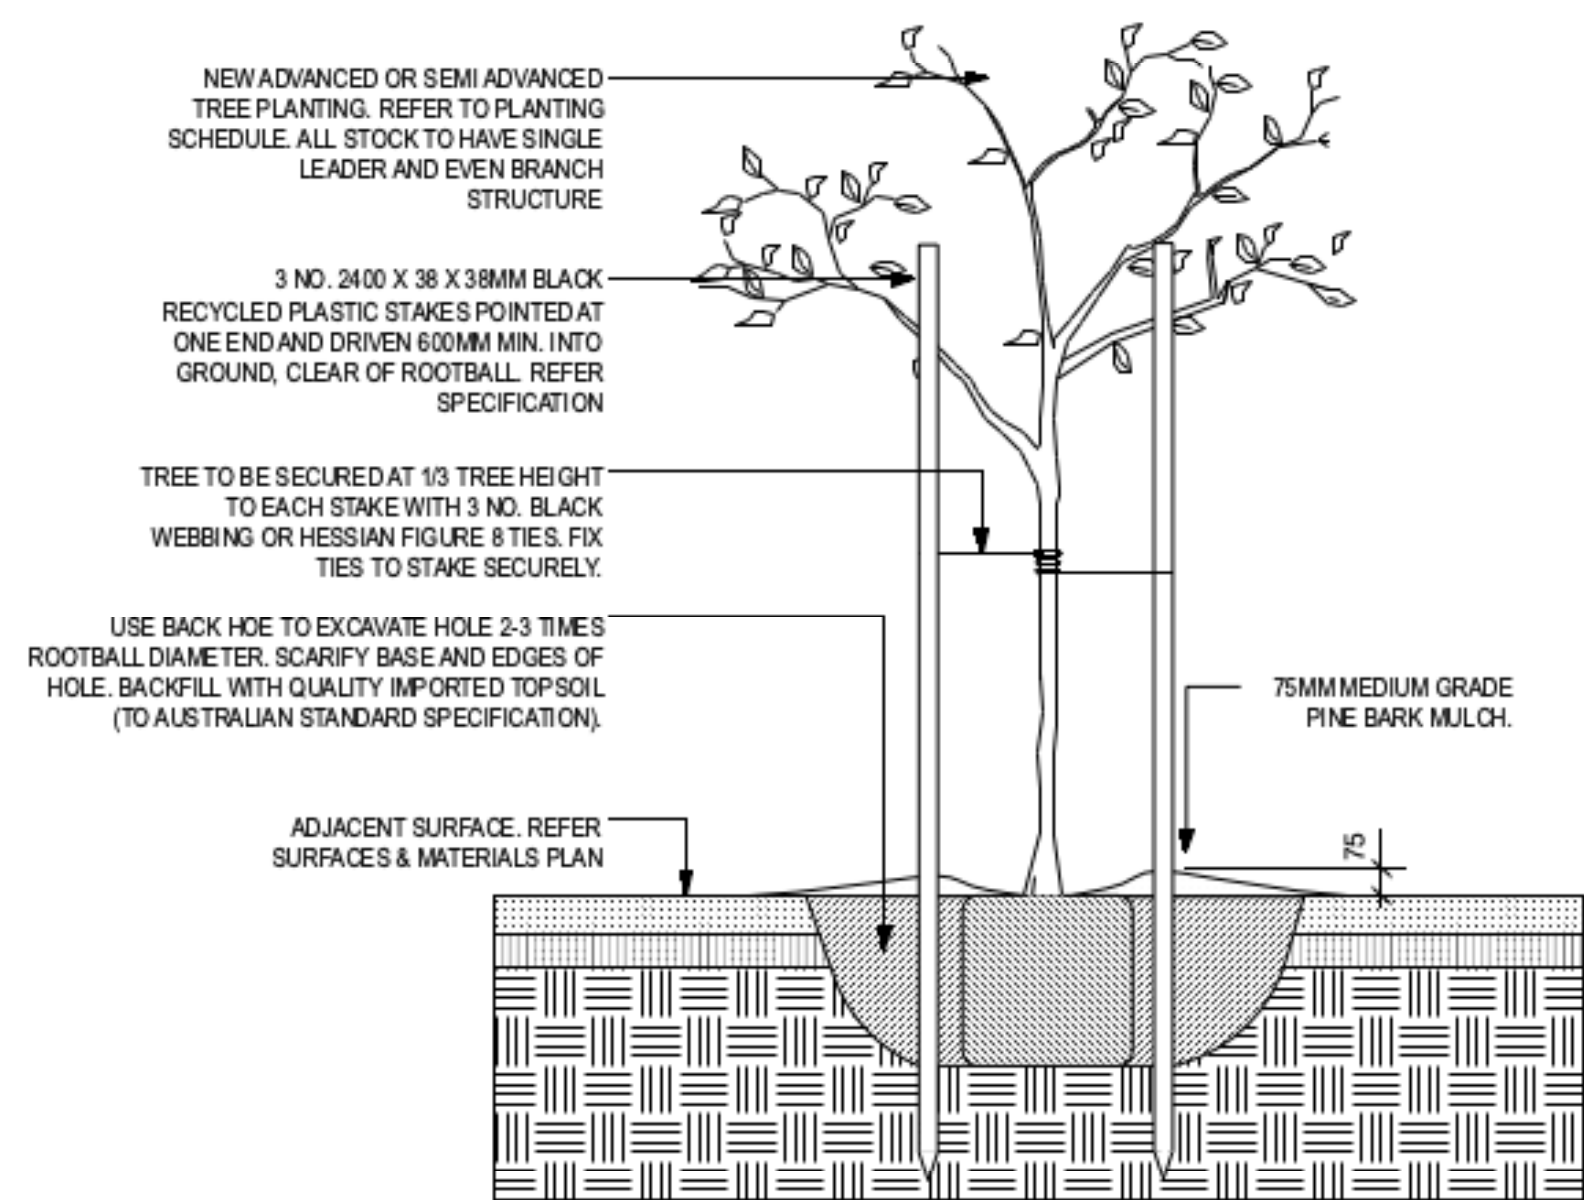 NEW ADVANCED OR SEMI ADVANCED
TREE PLANTING. REFER TO PLANTING
SCHEDULE. ALL STOCK TO HAVE SINGLE
LEADER AND EVEN BRANCH
STRUCTURE
3 NO. 2400 X 38 X 38MM BLACK
RECYCLED PLASTIC STAKES POINTED AT
ONE END AND DRIVEN 600MM MIN. INTO
GROUND, CLEAR OF ROOTBALL. REFER
SPECIFICATION
TREE TO BE SECURED AT 1/3 TREE HEIGHT
TO EACH STAKE WITH 3 NO. BLACK
WEBBING OR HESSIAN FIGURE 8 TIES. FIX
TIES TO STAKE SECURELY.
USE BACK HOE TO EXCAVATE HOLE 2-3 TIMES
ROOTBALL DIAMETER. SCARIFY BASE AND EDGES OF
HOLE. BACKFILL WITH QUALITY IMPORTED TOPSOIL
(TO AUSTRALIAN STANDARD SPECIFICATION).
ADJACENT SURFACE. REFER
SURFACES & MATERIALS PLAN
75MM MEDIUM GRADE
PINE BARK MULCH.
75